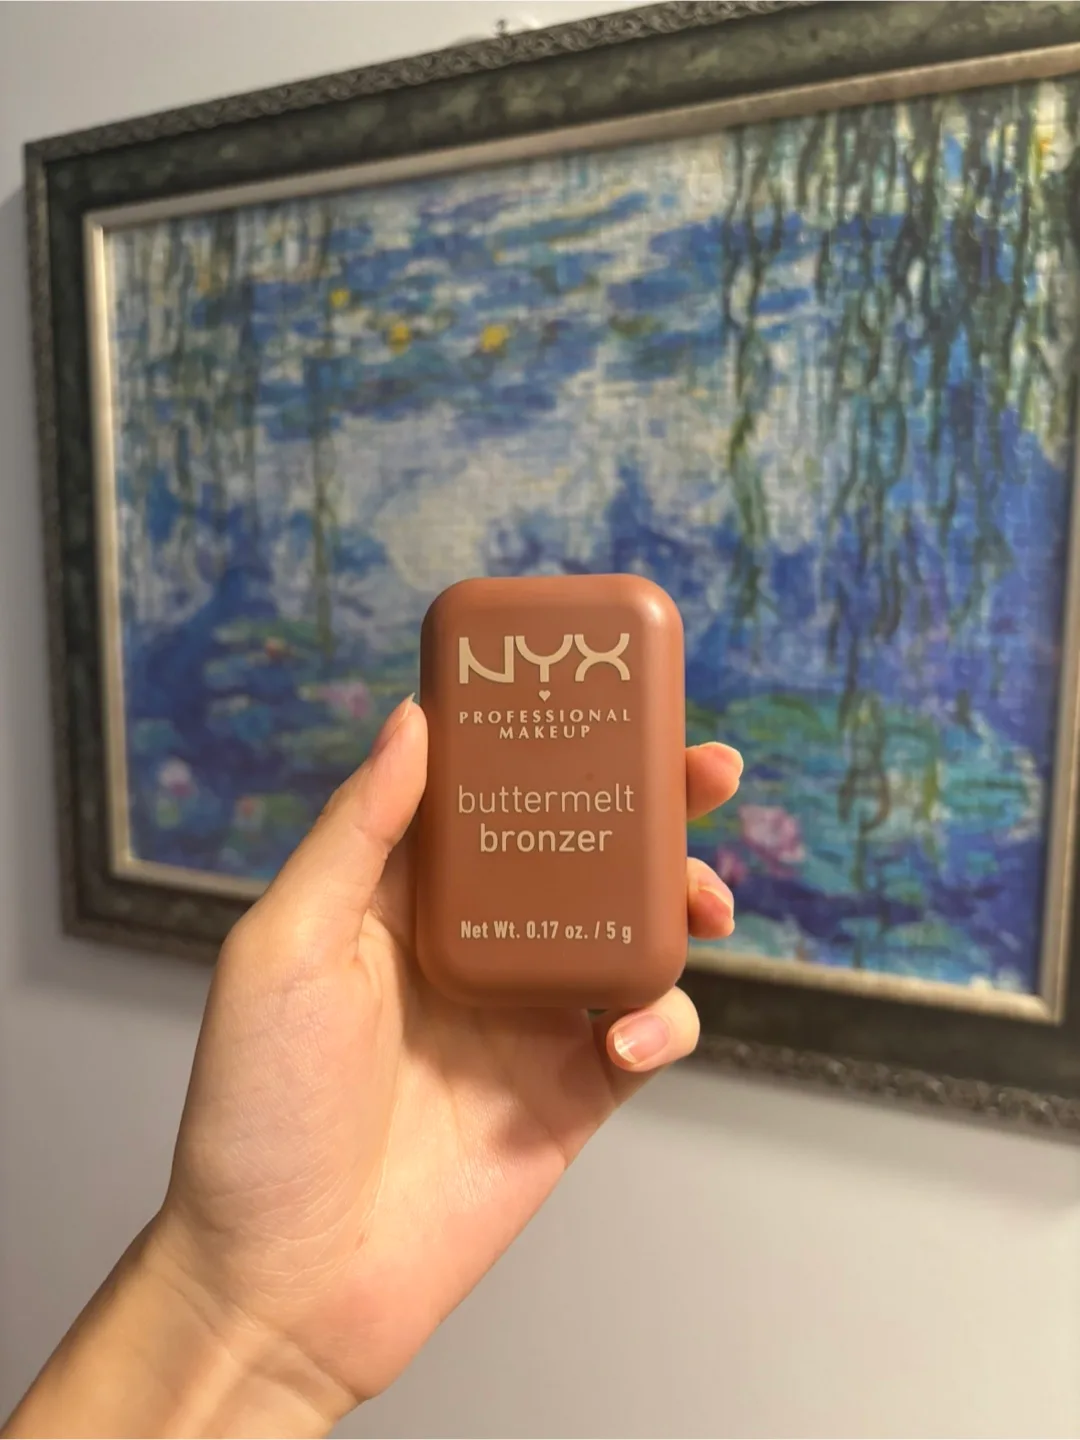 NYX
PROFESSIONAL
MAKEUP
buttermelt
bronzer
Net Wt. 0.17 oz. / 5 g